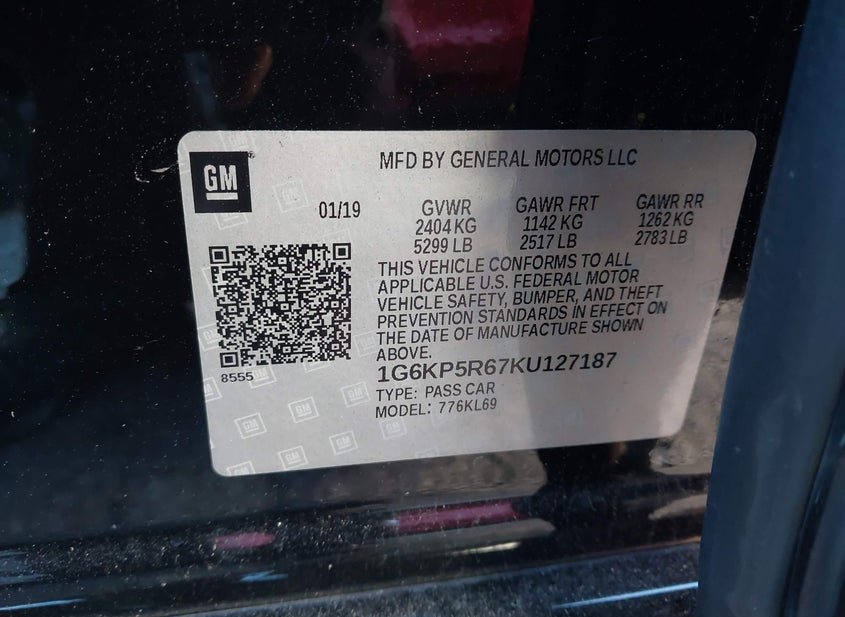 GM
MFD BY GENERAL MOTORS LLC
01/19
GVWR GAWR FRT GAWR RR
2404 KG 1142 KG 1262 KG
5299 LB 2517 LB 2783 LB
THIS VEHICLE CONFORMS TO ALL
APPLICABLE U.S. FEDERAL MOTOR
VEHICLE SAFETY, BUMPER, AND THEFT
PREVENTION STANDARDS IN EFFECT ON
THE DATE OF MANUFACTURE SHOWN
ABOVE.
8555
1G6KP5R67KU127187
TYPE: PASS CAR
MODEL: 776KL69